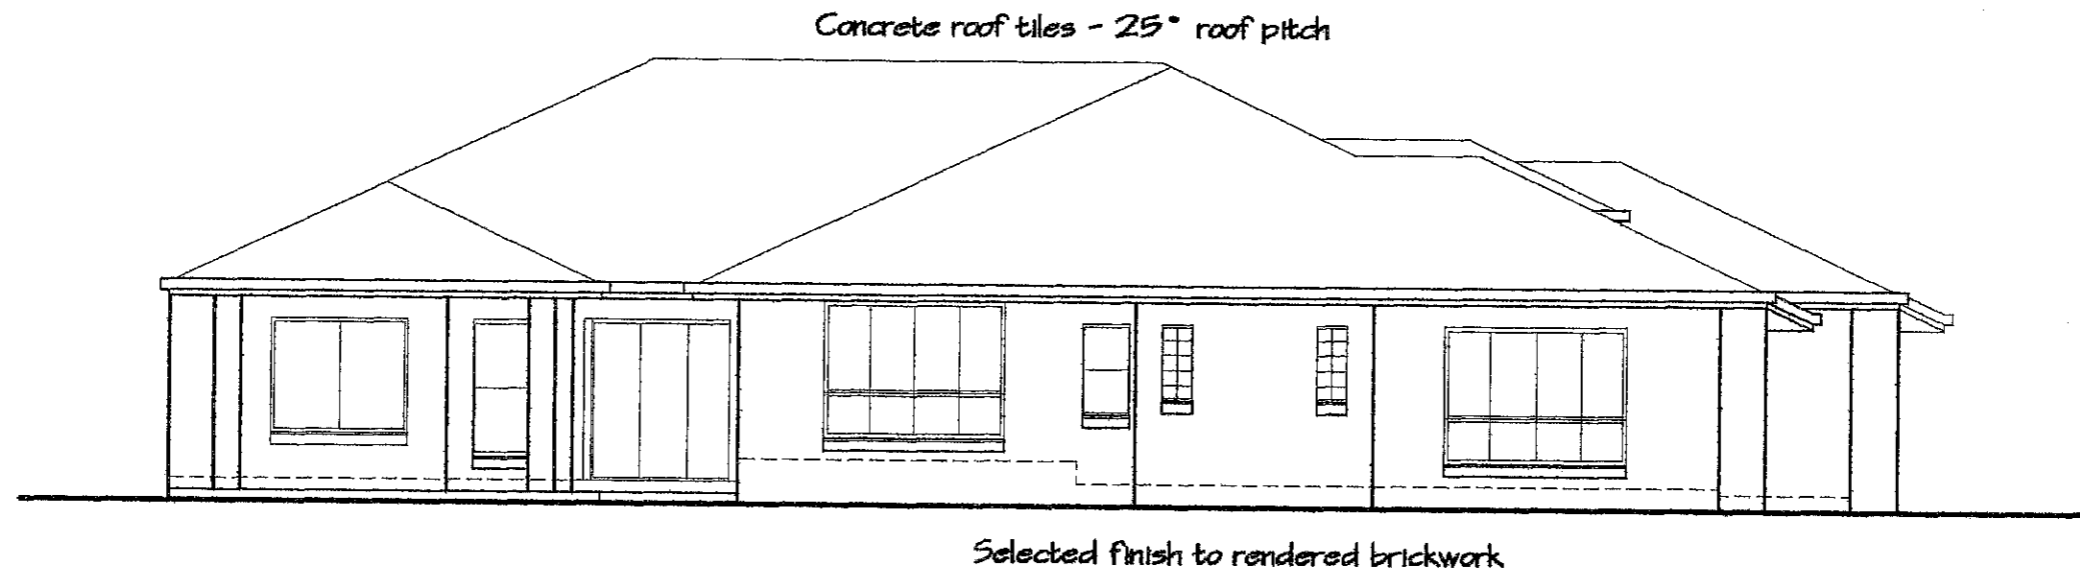 Concrete roof tiles - 25° roof pitch
Selected finish to rendered brickwork